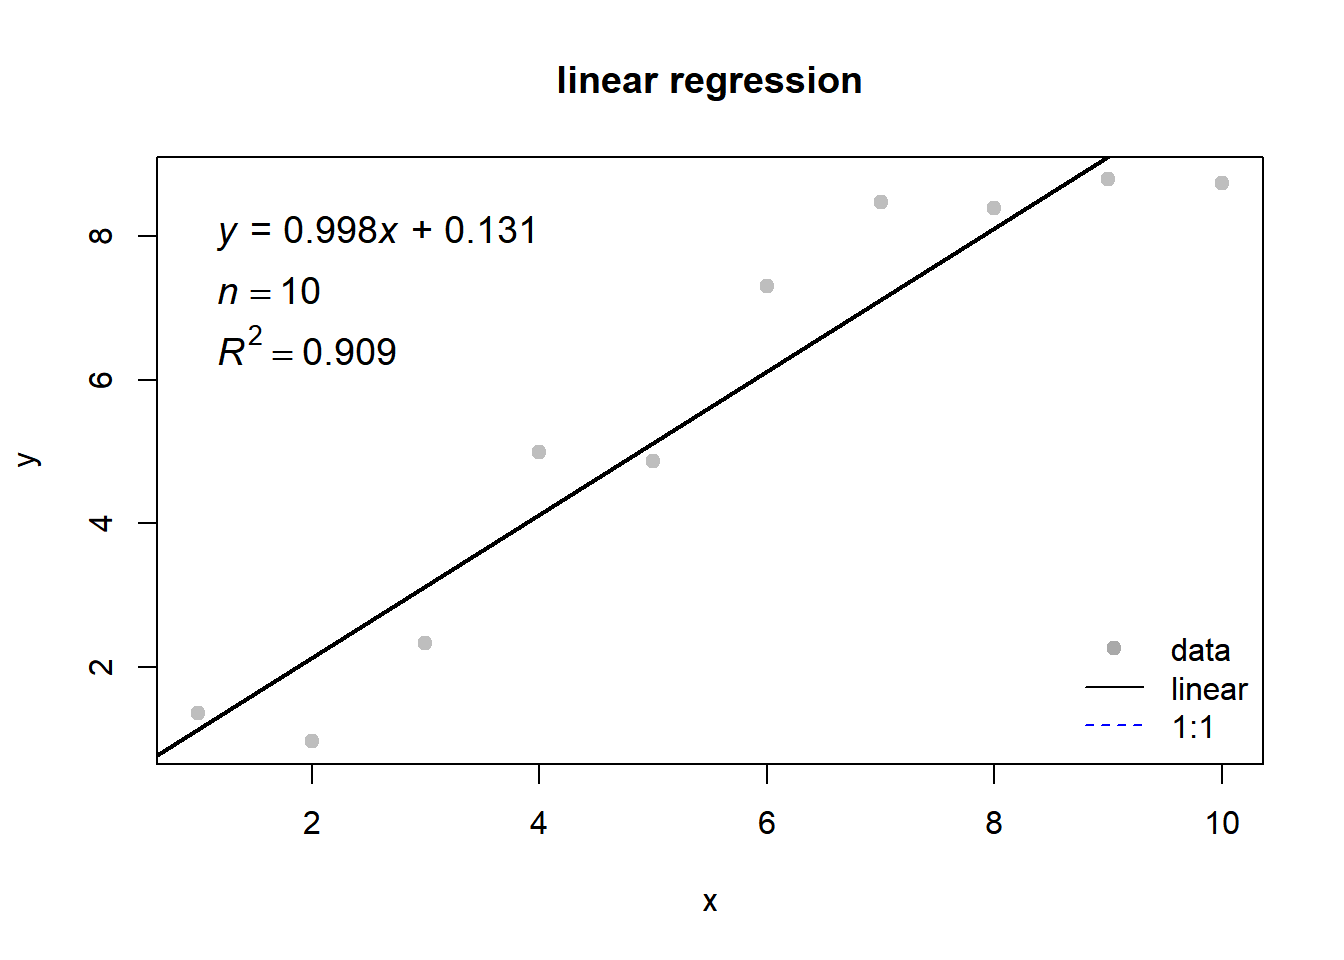 linear regression
y = 0.998x + 0.131
n = 10
R² = 0.909
8
6
4
2
y
data
linear
1:1
2 4 6 8 10
x